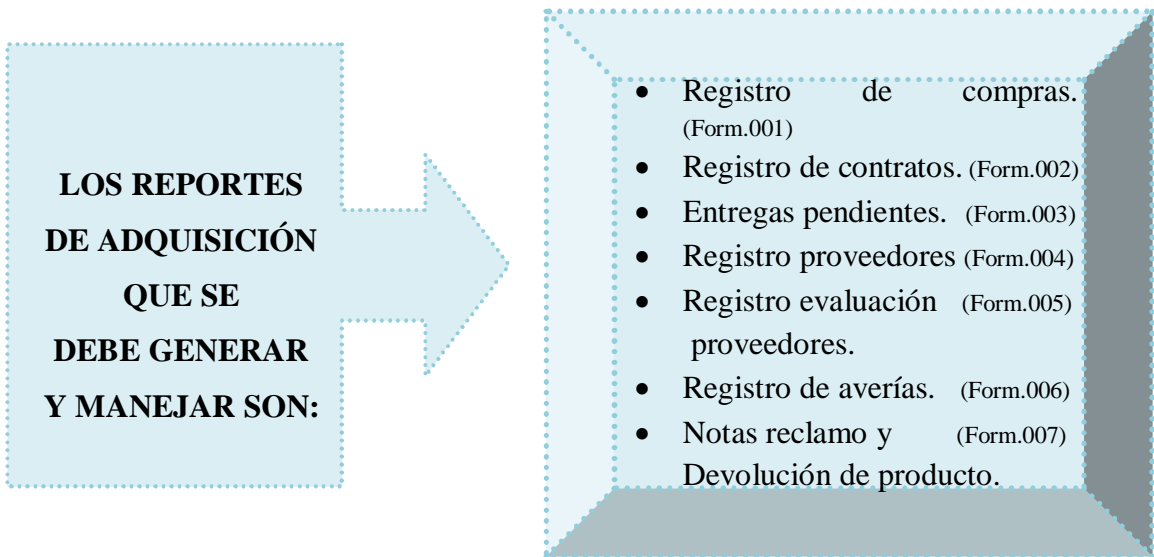 LOS REPORTES
DE ADQUISICIÓN
QUE SE
DEBE GENERAR
Y MANEJAR SON:
• Registro de compras.
(Form.001)
• Registro de contratos. (Form.002)
• Entregas pendientes. (Form.003)
• Registro proveedores (Form.004)
• Registro evaluación (Form.005)
proveedores.
• Registro de averías. (Form.006)
• Notas reclamo y (Form.007)
Devolución de producto.